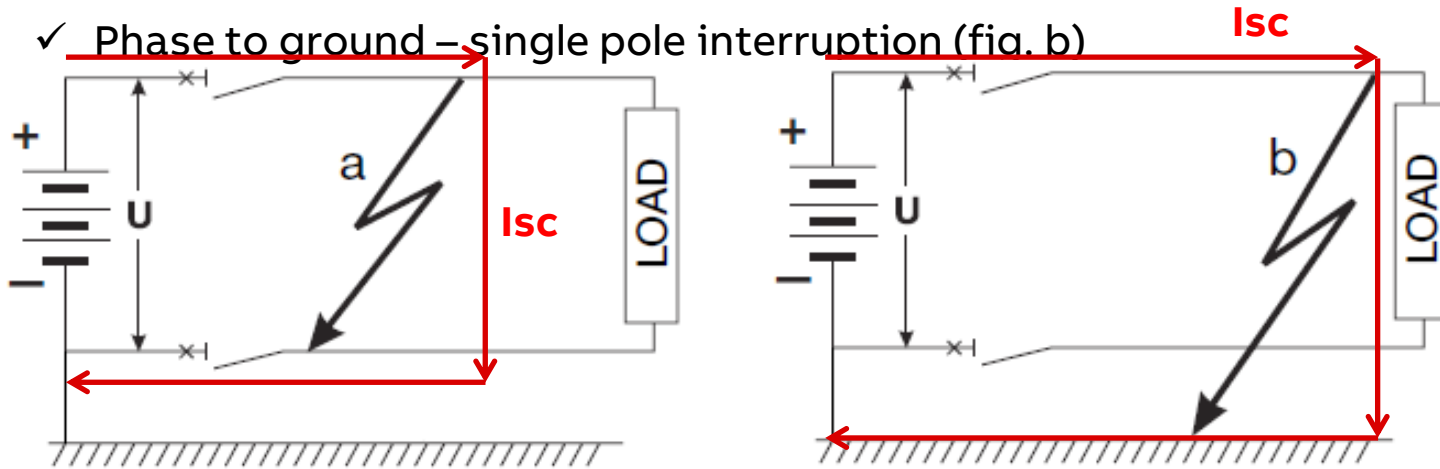 ✓ Phase to ground – single pole interruption (fig. b)
Isc
+
a
U
Isc
LOAD
–
+
b
U
LOAD
–